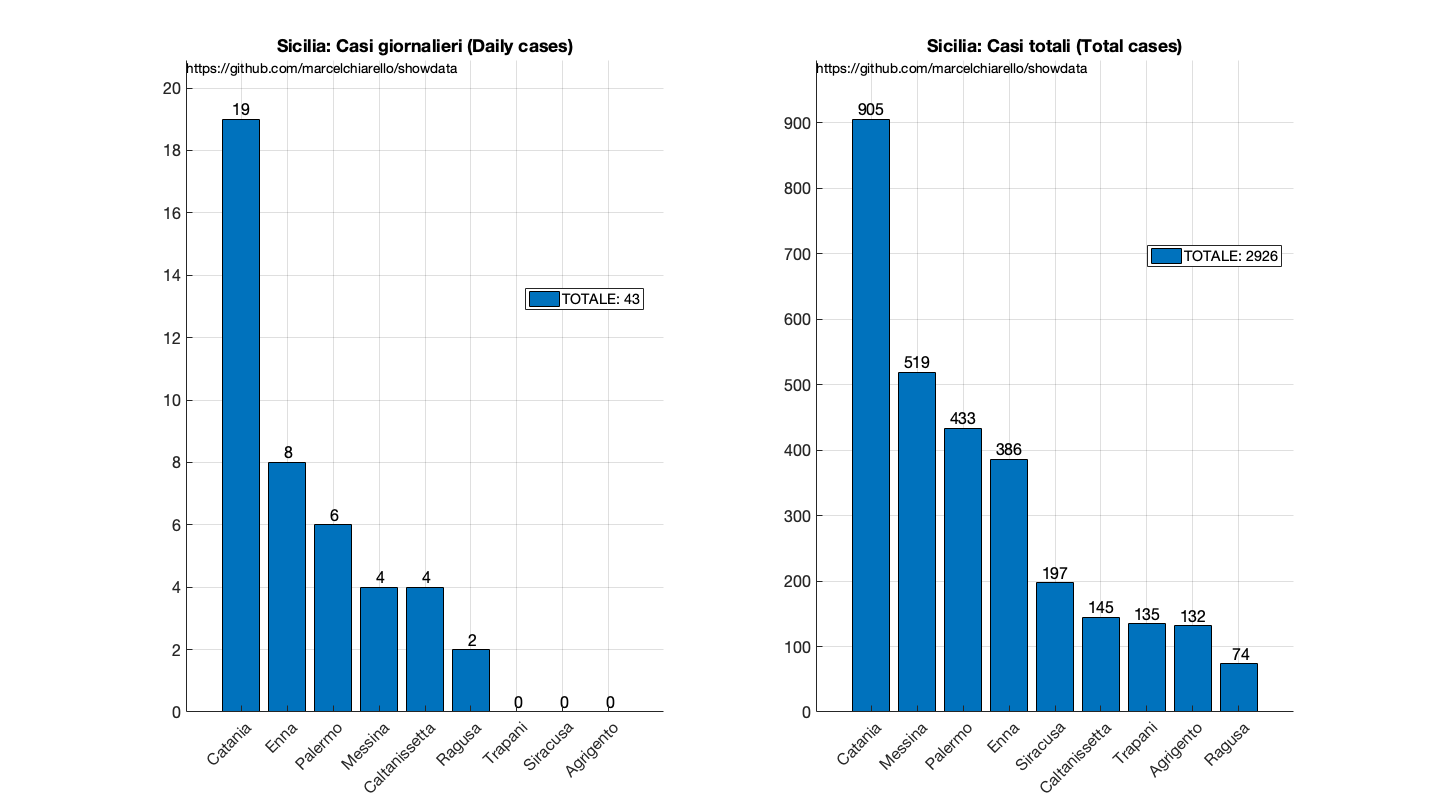 Sicilia: Casi giornalieri (Daily cases)
https://github.com/marcelchiarello/showdata
20
18
16
14
12
10
8
6
4
2
0
19
8
6
4
4
2
0
0
0
TOTALE: 43
Catania
Enna
Palermo
Messina
Caltanissetta
Ragusa
Trapani
Siracusa
Agrigento
Sicilia: Casi totali (Total cases)
https://github.com/marcelchiarello/showdata
900
800
700
600
500
400
300
200
100
0
905
519
433
386
197
145
135
132
74
TOTALE: 2926
Catania
Messina
Palermo
Enna
Siracusa
Caltanissetta
Trapani
Agrigento
Ragusa